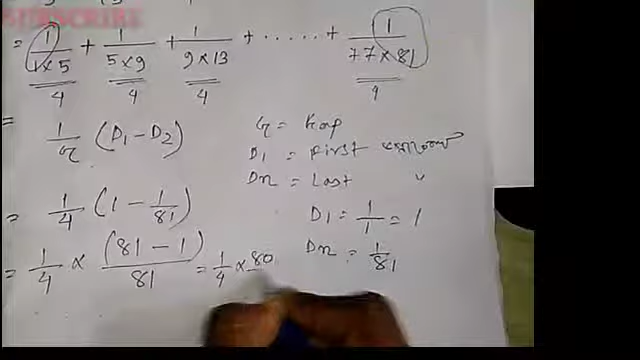 SUBSCRIBE
= 1/1×5 + 1/5×9 + 1/9×13 + ..... + 1/77×81
4 4 4 4
=
1/r (D1 - D2)
r = Kap
D1 = First
Dn = Last "
= 1/4 (1 - 1/81)
D1 = 1/1 = 1
Dn = 1/81
= 1/4 × (81 - 1)/81 = 1/4 × 80